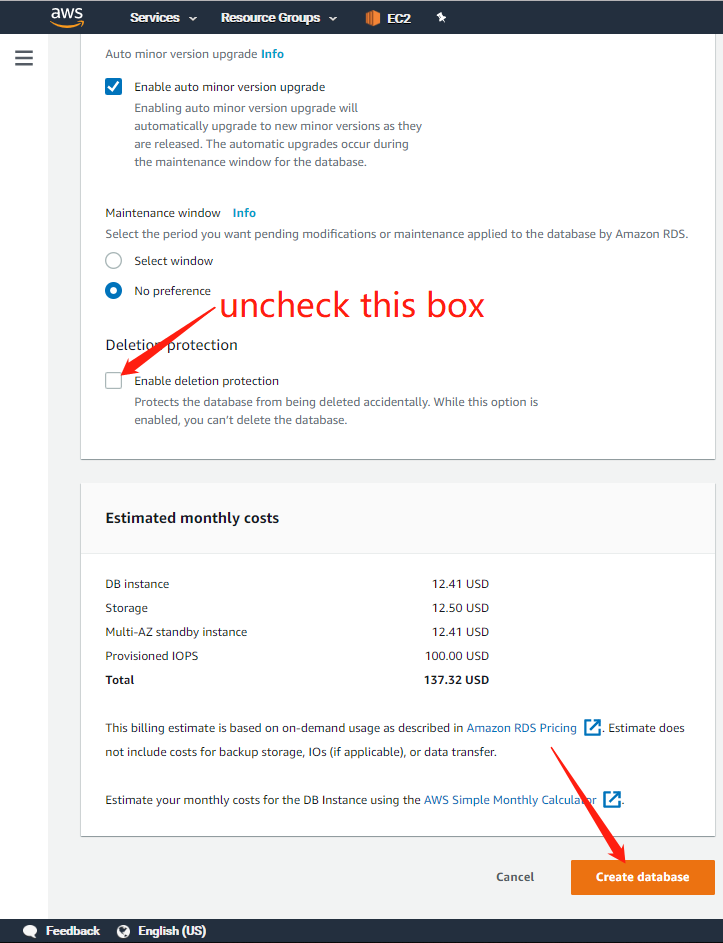 aws Services Resource Groups EC2
Auto minor version upgrade Info
Enable auto minor version upgrade
Enabling auto minor version upgrade will
automatically upgrade to new minor versions as they
are released. The automatic upgrades occur during
the maintenance window for the database.
Maintenance window Info
Select the period you want pending modifications or maintenance applied to the database by Amazon RDS.
Select window
No preference
uncheck this box
Deletion protection
Enable deletion protection
Protects the database from being deleted accidentally. While this option is
enabled, you can't delete the database.
Estimated monthly costs
DB instance 12.41 USD
Storage 12.50 USD
Multi-AZ standby instance 12.41 USD
Provisioned IOPS 100.00 USD
Total 137.32 USD
This billing estimate is based on on-demand usage as described in Amazon RDS Pricing . Estimate does
not include costs for backup storage, IOs (if applicable), or data transfer.
Estimate your monthly costs for the DB Instance using the AWS Simple Monthly Calculator .
Cancel Create database
Feedback English (US)